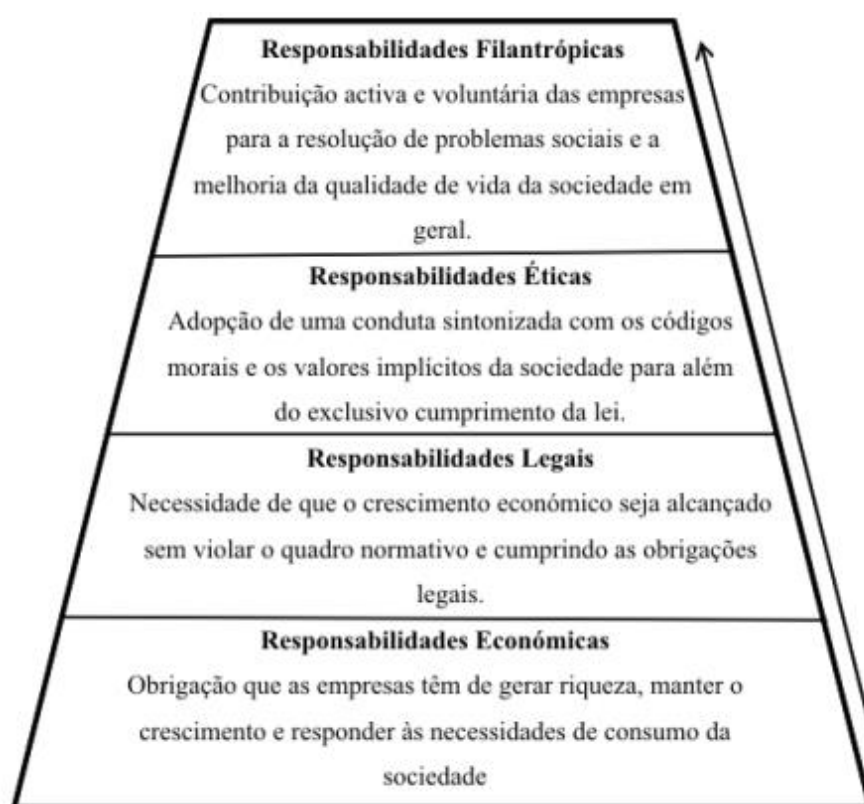 Responsabilidades Filantrópicas
Contribuição activa e voluntária das empresas
para a resolução de problemas sociais e a
melhoria da qualidade de vida da sociedade em
geral.
Responsabilidades Éticas
Adopção de uma conduta sintonizada com os códigos
morais e os valores implícitos da sociedade para além
do exclusivo cumprimento da lei.
Responsabilidades Legais
Necessidade de que o crescimento económico seja alcançado
sem violar o quadro normativo e cumprindo as obrigações
legais.
Responsabilidades Económicas
Obrigação que as empresas têm de gerar riqueza, manter o
crescimento e responder às necessidades de consumo da
sociedade